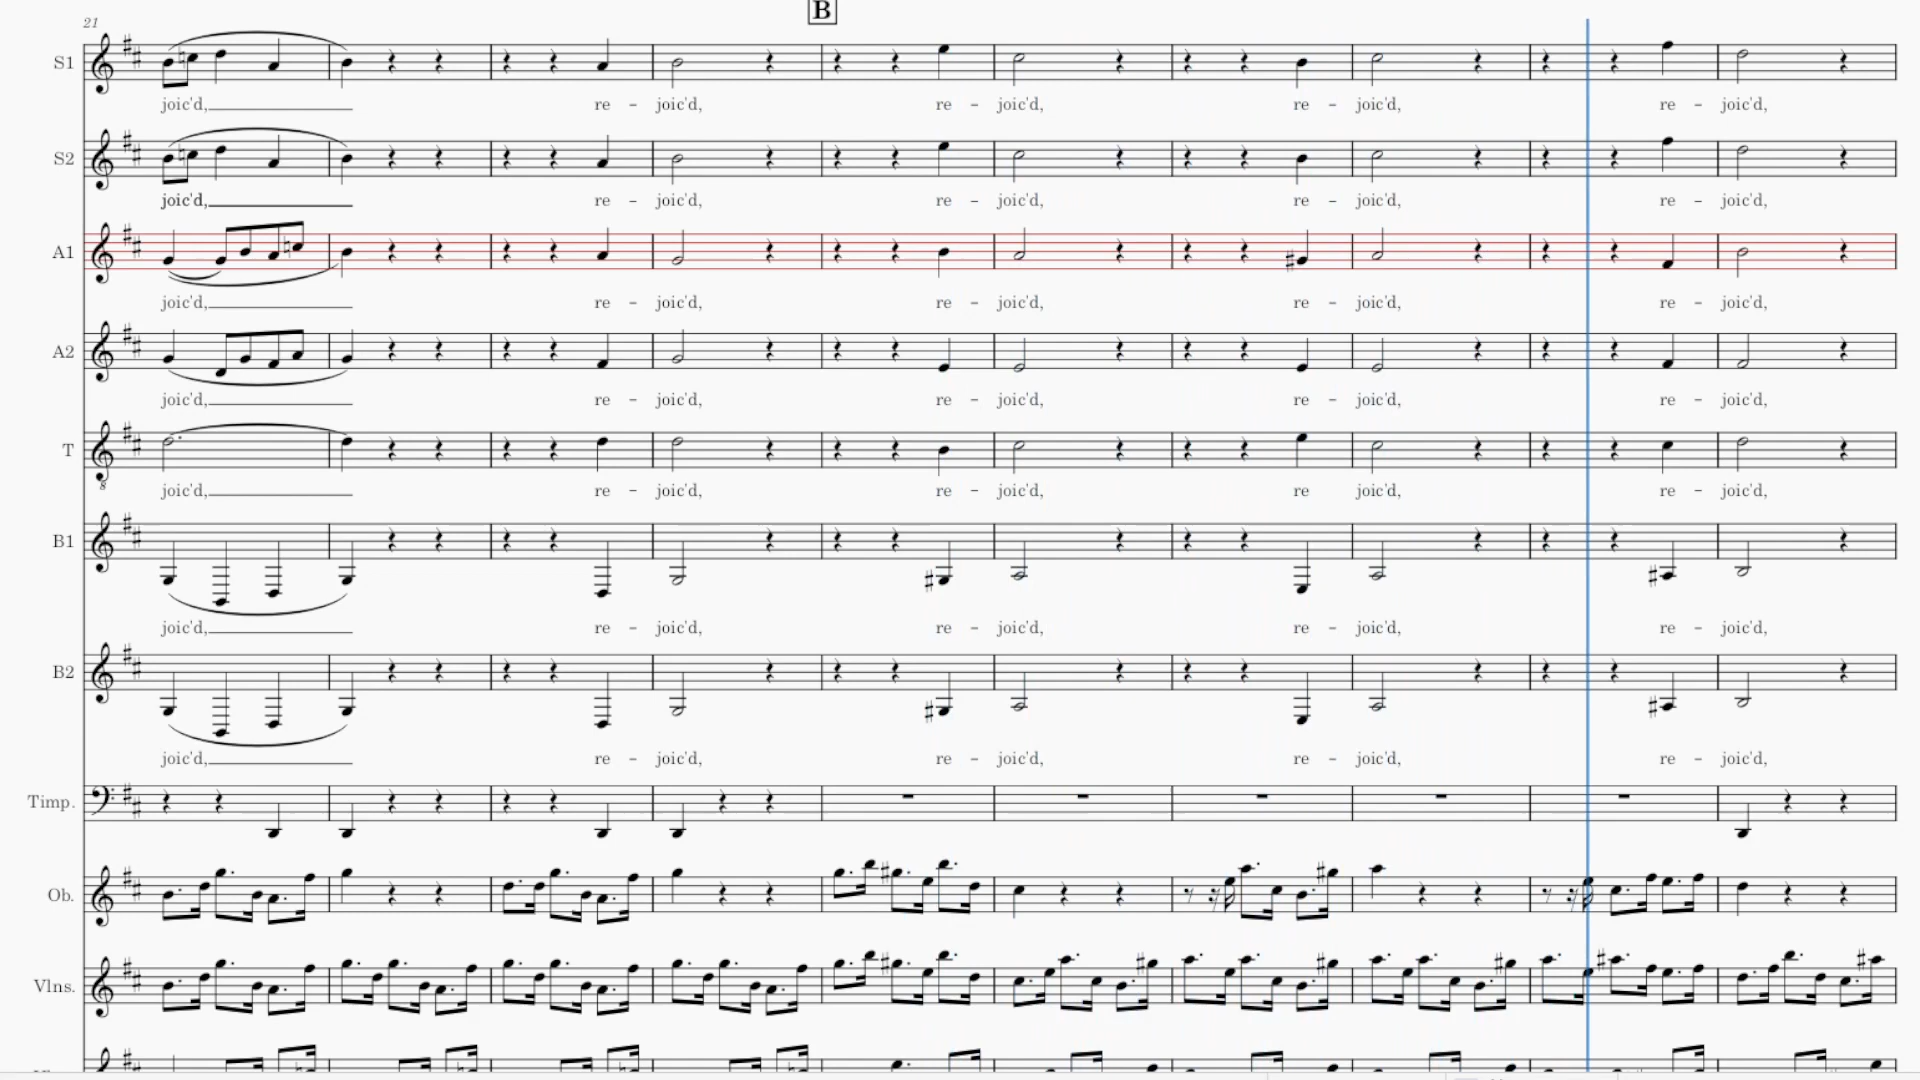 B
21
S1
joic'd, re - joic'd, re - joic'd, re - joic'd, re - joic'd,
S2
joic'd, re - joic'd, re - joic'd, re - joic'd, re - joic'd,
A1
joic'd, re - joic'd, re - joic'd, re - joic'd, re - joic'd,
A2
joic'd, re - joic'd, re - joic'd, re - joic'd, re - joic'd,
T
joic'd, re - joic'd, re - joic'd, re joic'd, re - joic'd,
B1
joic'd, re - joic'd, re - joic'd, re - joic'd, re - joic'd,
B2
joic'd, re - joic'd, re - joic'd, re - joic'd, re - joic'd,
Timp.
Ob.
Vlns.